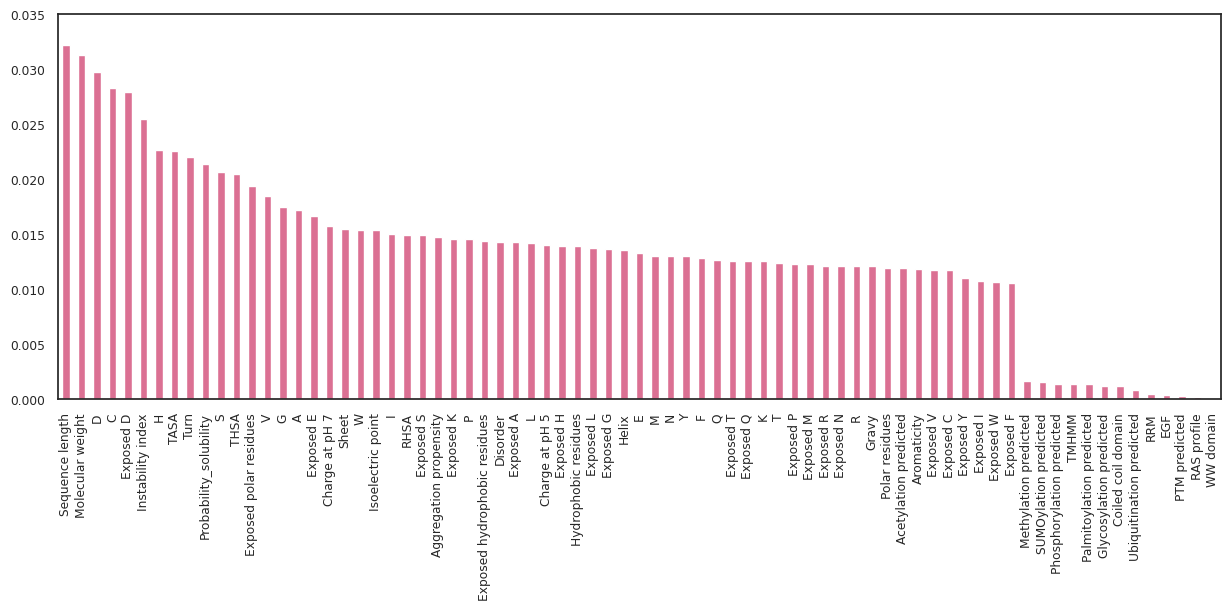 0.035
0.030
0.025
0.020
0.015
0.010
0.005
0.000
Sequence length
Molecular weight
D
C
Exposed D
Instability index
H
TASA
Turn
Probability_solubility
S
THSA
Exposed polar residues
V
G
A
Exposed E
Charge at pH 7
Sheet
W
Isoelectric point
I
RHSA
Exposed S
Aggregation propensity
Exposed K
P
Exposed hydrophobic residues
Disorder
Exposed A
L
Charge at pH 5
Exposed H
Hydrophobic residues
Exposed L
Exposed G
Helix
E
M
N
Y
F
Q
Exposed T
Exposed Q
K
T
Exposed P
Exposed M
Exposed R
Exposed N
R
Gravy
Polar residues
Acetylation predicted
Aromaticity
Exposed V
Exposed C
Exposed Y
Exposed I
Exposed W
Exposed F
Methylation predicted
SUMOylation predicted
Phosphorylation predicted
TMHMM
Palmitoylation predicted
Glycosylation predicted
Coiled coil domain
Ubiquitination predicted
RRM
EGF
PTM predicted
RAS profile
WW domain